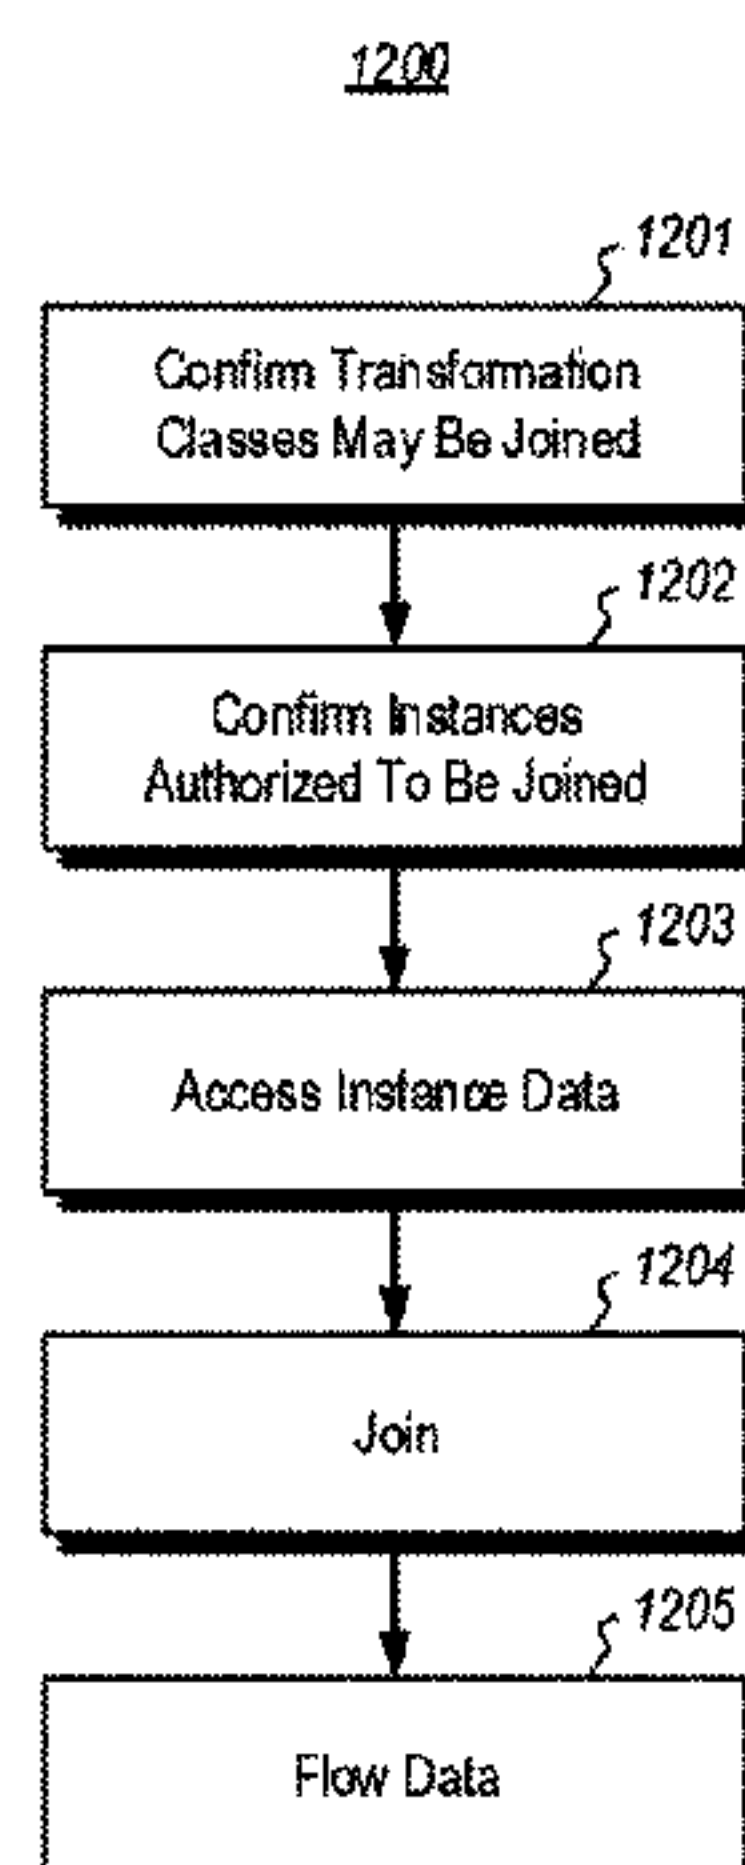 1200
1201
Confirm Transformation
Classes May Be Joined
1202
Confirm Instances
Authorized To Be Joined
1203
Access Instance Data
1204
Join
1205
Flow Data